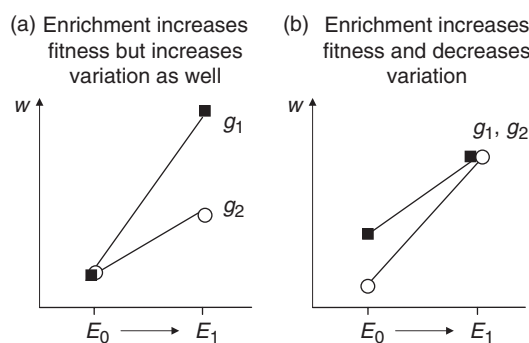 (a) Enrichment increases
fitness but increases
variation as well
w
g1
g2
E0 → E1
(b) Enrichment increases
fitness and decreases
variation
w
g1, g2
E0 → E1